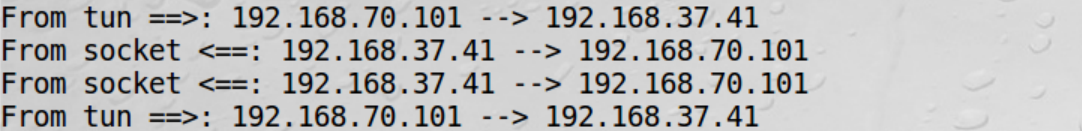 From tun ==>: 192.168.70.101 --> 192.168.37.41
From socket <==: 192.168.37.41 --> 192.168.70.101
From socket <==: 192.168.37.41 --> 192.168.70.101
From tun ==>: 192.168.70.101 --> 192.168.37.41